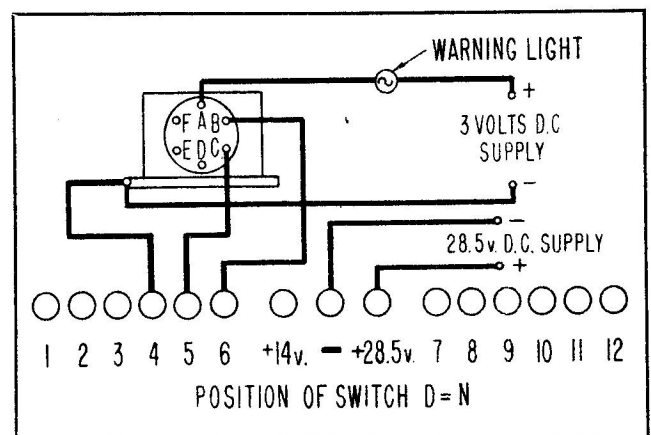 WARNING LIGHT
+
3 VOLTS D.C
SUPPLY
F A B
E D C
-
-
28.5v. D.C. SUPPLY
+
1 2 3 4 5 6 +14v. - +28.5v. 7 8 9 10 11 12
POSITION OF SWITCH D=N